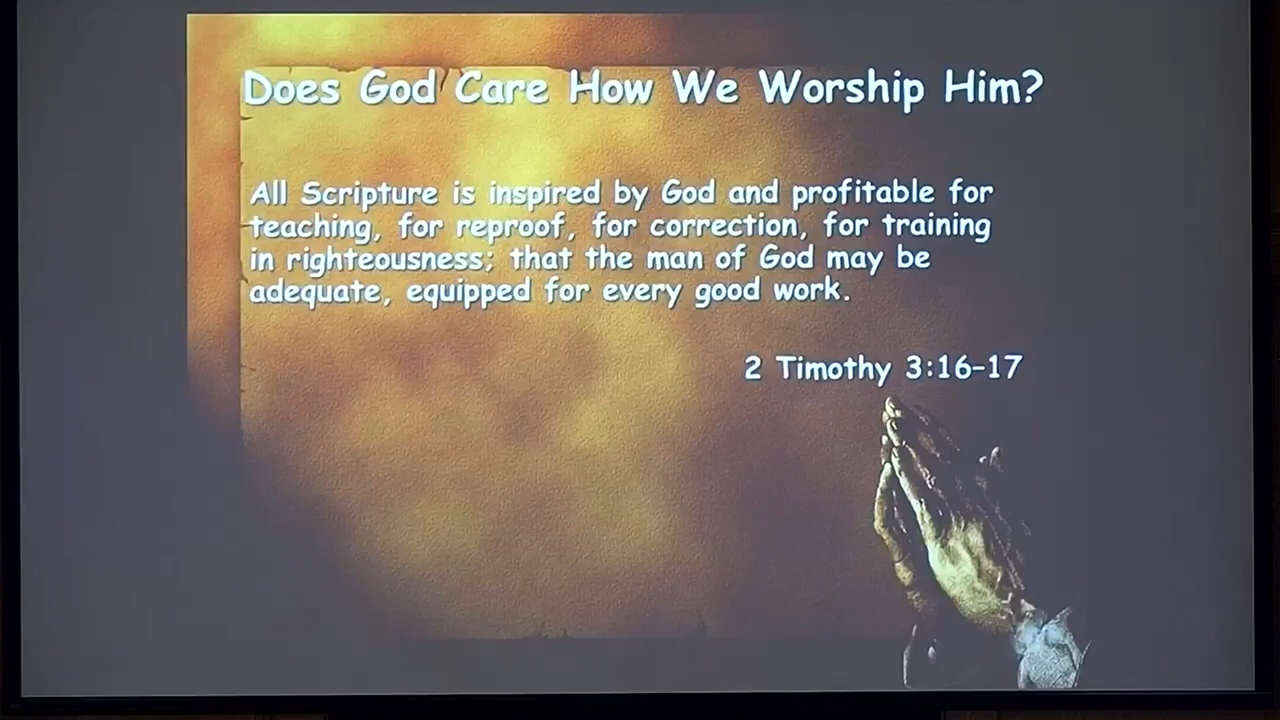 Does God Care How We Worship Him?
All Scripture is inspired by God and profitable for
teaching, for reproof, for correction, for training
in righteousness; that the man of God may be
adequate, equipped for every good work.
2 Timothy 3:16–17